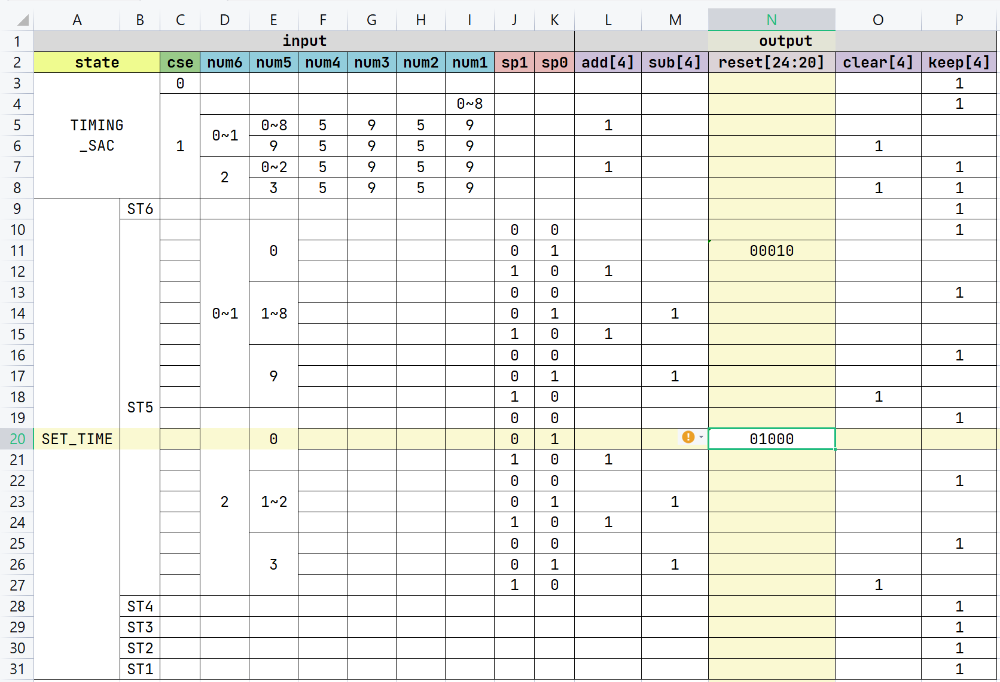 A B C D E F G H I J K L M N O P
1 input output
2 state cse num6 num5 num4 num3 num2 num1 sp1 sp0 add[4] sub[4] reset[24:20] clear[4] keep[4]
3 0 1
4 0~8 1
TIMING
5 0~1 0~8 5 9 5 9 1
_SAC
6 1 9 5 9 5 9 1
7 2 0~2 5 9 5 9 1 1
8 3 5 9 5 9 1 1
9 ST6 1
10 0 0 1
11 0 0 1 00010
12 1 0 1
13 0 0 1
14 0~1 1~8 0 1 1
15 1 0 1
16 0 0 1
17 9 0 1 1
18 1 0 1
ST5
19 0 0 1
20 SET_TIME 0 0 1 ! 01000
21 1 0 1
22 0 0 1
23 2 1~2 0 1 1
24 1 0 1
25 0 0 1
26 3 0 1 1
27 1 0 1
28 ST4 1
29 ST3 1
30 ST2 1
31 ST1 1